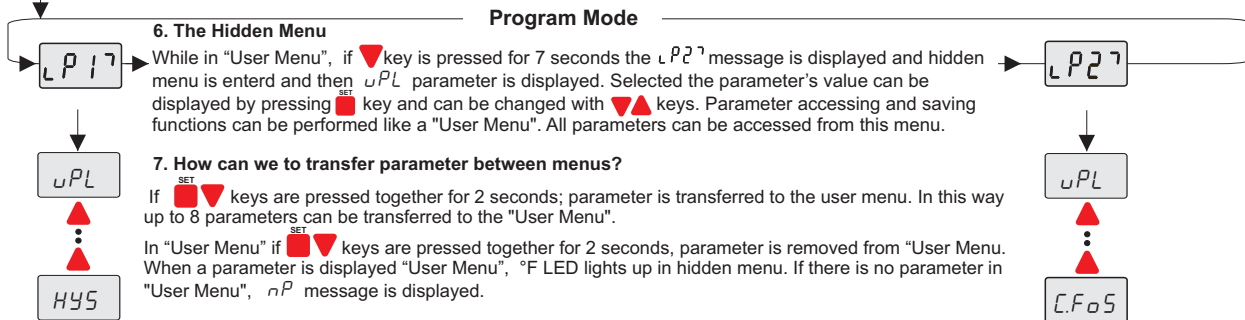 Program Mode
6. The Hidden Menu
While in “User Menu”, if key is pressed for 7 seconds the LP2 message is displayed and hidden
menu is enterd and then uPL parameter is displayed. Selected the parameter’s value can be
SET
displayed by pressing key and can be changed with keys. Parameter accessing and saving
functions can be performed like a "User Menu". All parameters can be accessed from this menu.
7. How can we to transfer parameter between menus?
SET
If keys are pressed together for 2 seconds; parameter is transferred to the user menu. In this way
up to 8 parameters can be transferred to the "User Menu".
SET
In “User Menu” if keys are pressed together for 2 seconds, parameter is removed from “User Menu.
When a parameter is displayed “User Menu”, °F LED lights up in hidden menu. If there is no parameter in
"User Menu", nP message is displayed.
LP1
uPL
HYS
LP2
uPL
C.FoS